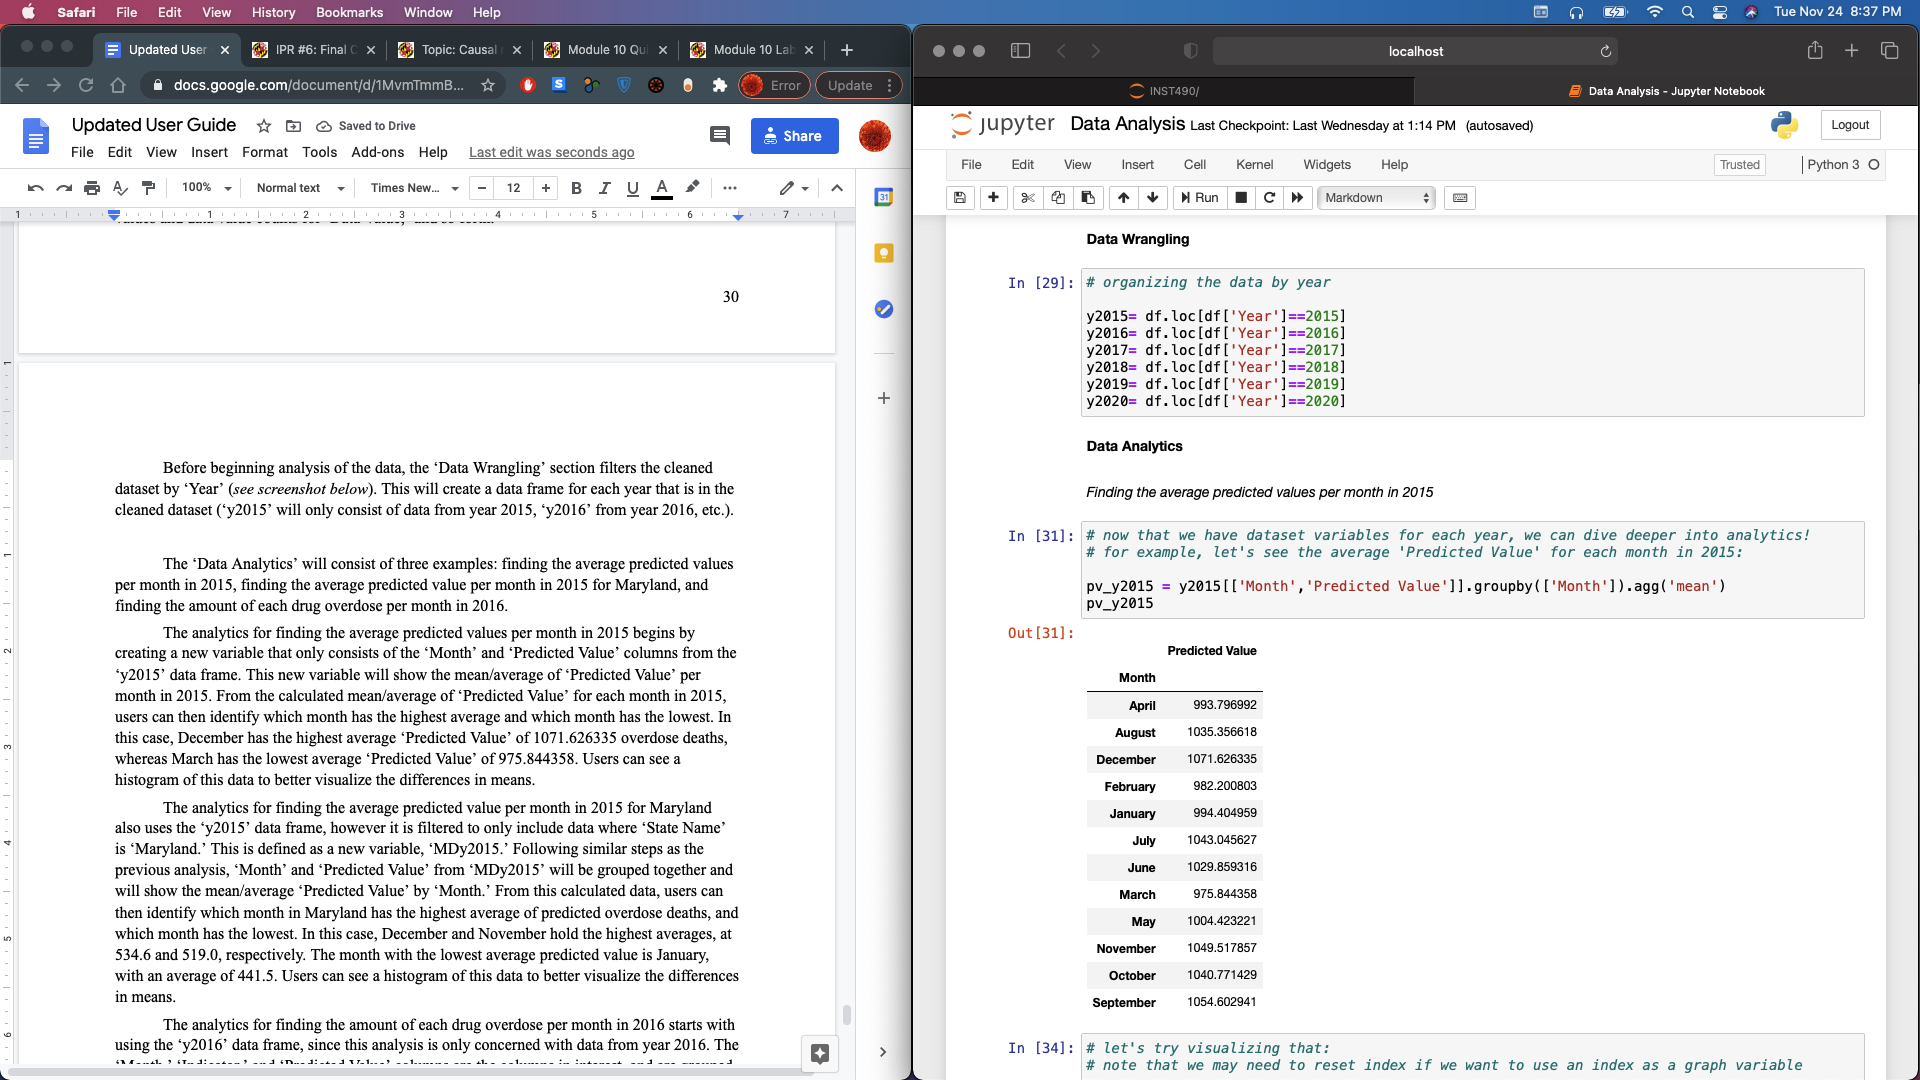 Safari File Edit View History Bookmarks Window Help Tue Nov 24 8:37 PM
Updated User IPR #6: Final C Topic: Causal Module 10 Qu Module 10 Lab
docs.google.com/document/d/1MvmTmmB... Error Update
Updated User Guide Saved to Drive Share
File Edit View Insert Format Tools Add-ons Help Last edit was seconds ago
100% Normal text Times New... 12 B I U A
1 1 2 3 4 5 6 7
30
Before beginning analysis of the data, the ‘Data Wrangling’ section filters the cleaned
dataset by ‘Year’ (see screenshot below). This will create a data frame for each year that is in the
cleaned dataset (‘y2015’ will only consist of data from year 2015, ‘y2016’ from year 2016, etc.).
The ‘Data Analytics’ will consist of three examples: finding the average predicted values
per month in 2015, finding the average predicted value per month in 2015 for Maryland, and
finding the amount of each drug overdose per month in 2016.
The analytics for finding the average predicted values per month in 2015 begins by
creating a new variable that only consists of the ‘Month’ and ‘Predicted Value’ columns from the
‘y2015’ data frame. This new variable will show the mean/average of ‘Predicted Value’ per
month in 2015. From the calculated mean/average of ‘Predicted Value’ for each month in 2015,
users can then identify which month has the highest average and which month has the lowest. In
this case, December has the highest average ‘Predicted Value’ of 1071.626335 overdose deaths,
whereas March has the lowest average ‘Predicted Value’ of 975.844358. Users can see a
histogram of this data to better visualize the differences in means.
The analytics for finding the average predicted value per month in 2015 for Maryland
also uses the ‘y2015’ data frame, however it is filtered to only include data where ‘State Name’
is ‘Maryland.’ This is defined as a new variable, ‘MDy2015.’ Following similar steps as the
previous analysis, ‘Month’ and ‘Predicted Value’ from ‘MDy2015’ will be grouped together and
will show the mean/average ‘Predicted Value’ by ‘Month.’ From this calculated data, users can
then identify which month in Maryland has the highest average of predicted overdose deaths, and
which month has the lowest. In this case, December and November hold the highest averages, at
534.6 and 519.0, respectively. The month with the lowest average predicted value is January,
with an average of 441.5. Users can see a histogram of this data to better visualize the differences
in means.
The analytics for finding the amount of each drug overdose per month in 2016 starts with
using the ‘y2016’ data frame, since this analysis is only concerned with data from year 2016. The
localhost
INST490/ Data Analysis - Jupyter Notebook
jupyter Data Analysis Last Checkpoint: Last Wednesday at 1:14 PM (autosaved) Logout
File Edit View Insert Cell Kernel Widgets Help Trusted Python 3
Run Markdown
Data Wrangling
In [29]: # organizing the data by year
y2015= df.loc[df['Year']==2015]
y2016= df.loc[df['Year']==2016]
y2017= df.loc[df['Year']==2017]
y2018= df.loc[df['Year']==2018]
y2019= df.loc[df['Year']==2019]
y2020= df.loc[df['Year']==2020]
Data Analytics
Finding the average predicted values per month in 2015
In [31]: # now that we have dataset variables for each year, we can dive deeper into analytics!
# for example, let's see the average 'Predicted Value' for each month in 2015:
pv_y2015 = y2015[['Month','Predicted Value']].groupby(['Month']).agg('mean')
pv_y2015
Out[31]:
Predicted Value
Month
April 993.796992
August 1035.356618
December 1071.626335
February 982.200803
January 994.404959
July 1043.045627
June 1029.859316
March 975.844358
May 1004.423221
November 1049.517857
October 1040.771429
September 1054.602941
In [34]: # let's try visualizing that:
# note that we may need to reset index if we want to use an index as a graph variable